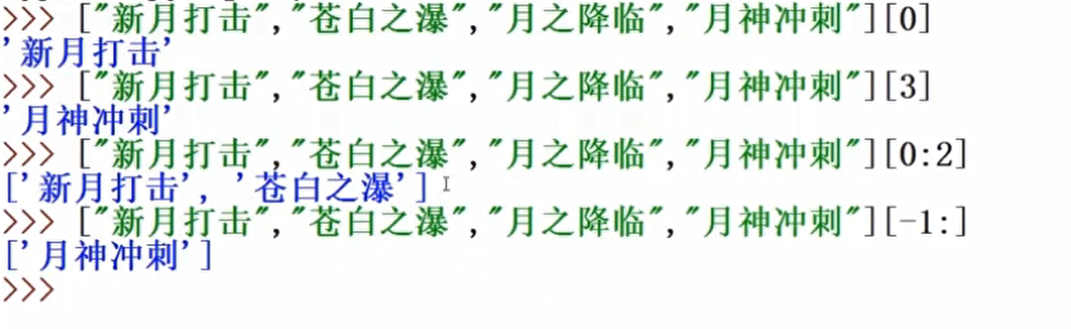 >>> ["新月打击","苍白之瀑","月之降临","月神冲刺"][0]
'新月打击'
>>> ["新月打击","苍白之瀑","月之降临","月神冲刺"][3]
'月神冲刺'
>>> ["新月打击","苍白之瀑","月之降临","月神冲刺"][0:2]
['新月打击', '苍白之瀑']
>>> ["新月打击","苍白之瀑","月之降临","月神冲刺"][-1:]
['月神冲刺']
>>>